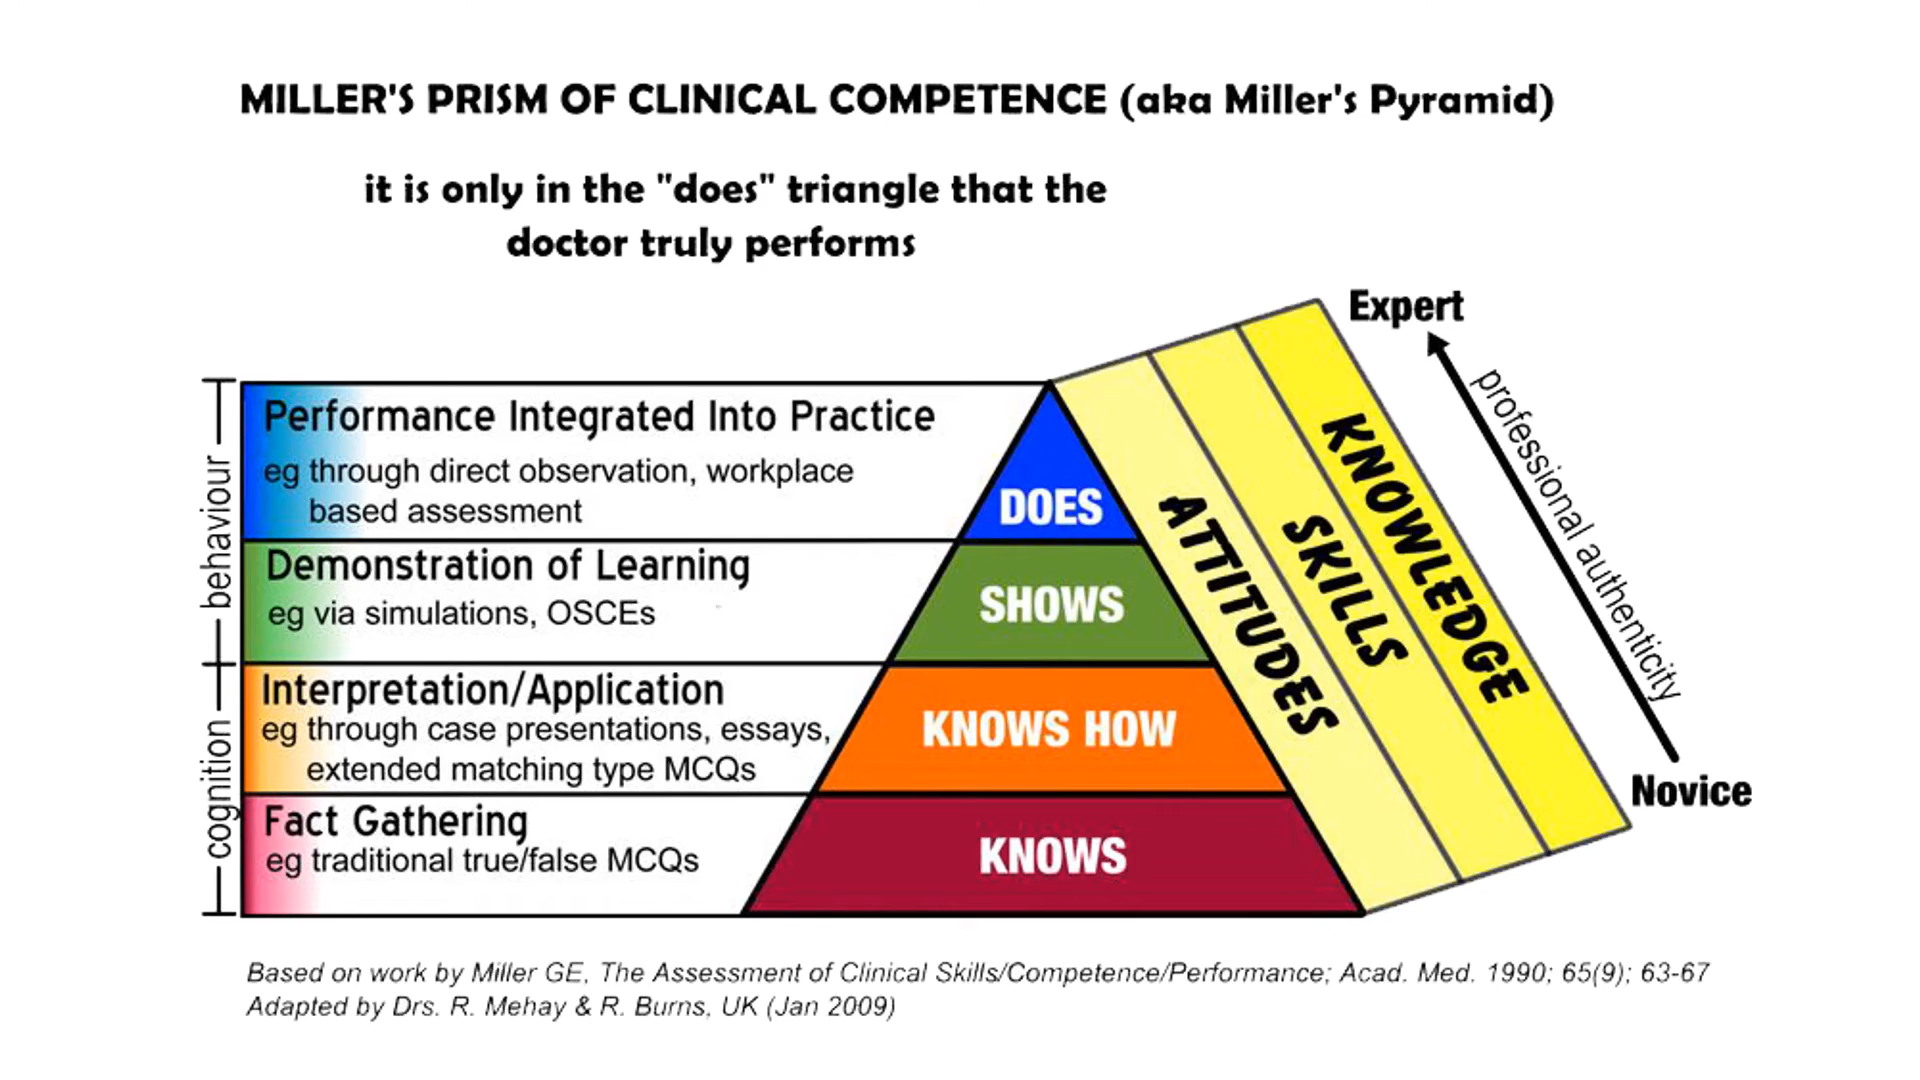 MILLER'S PRISM OF CLINICAL COMPETENCE (aka Miller's Pyramid)
it is only in the "does" triangle that the
doctor truly performs
Expert
professional authenticity
Novice
behaviour
cognition
Performance Integrated Into Practice
eg through direct observation, workplace
based assessment
DOES
Demonstration of Learning
eg via simulations, OSCEs
SHOWS
Interpretation/Application
eg through case presentations, essays,
extended matching type MCQs
KNOWS HOW
Fact Gathering
eg traditional true/false MCQs
KNOWS
ATTITUDES
SKILLS
KNOWLEDGE
Based on work by Miller GE, The Assessment of Clinical Skills/Competence/Performance; Acad. Med. 1990; 65(9); 63-67
Adapted by Drs. R. Mehay & R. Burns, UK (Jan 2009)